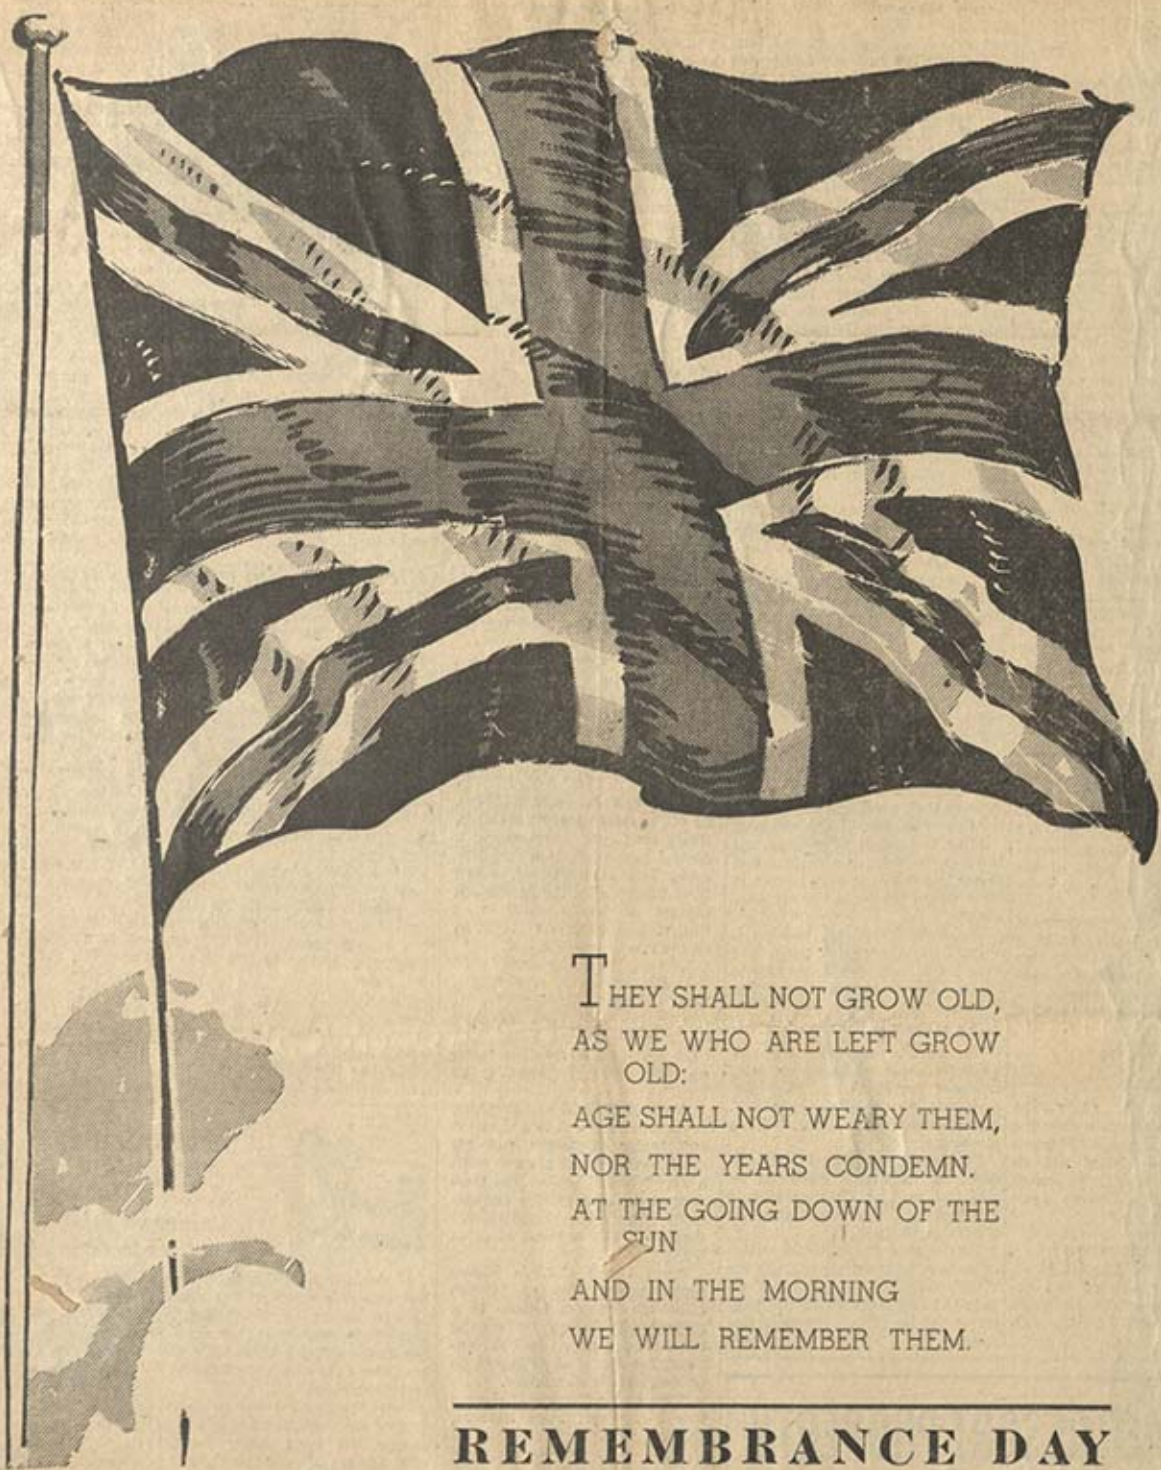 THEY SHALL NOT GROW OLD,
AS WE WHO ARE LEFT GROW
OLD:
AGE SHALL NOT WEARY THEM,
NOR THE YEARS CONDEMN.
AT THE GOING DOWN OF THE
SUN
AND IN THE MORNING
WE WILL REMEMBER THEM.
REMEMBRANCE DAY